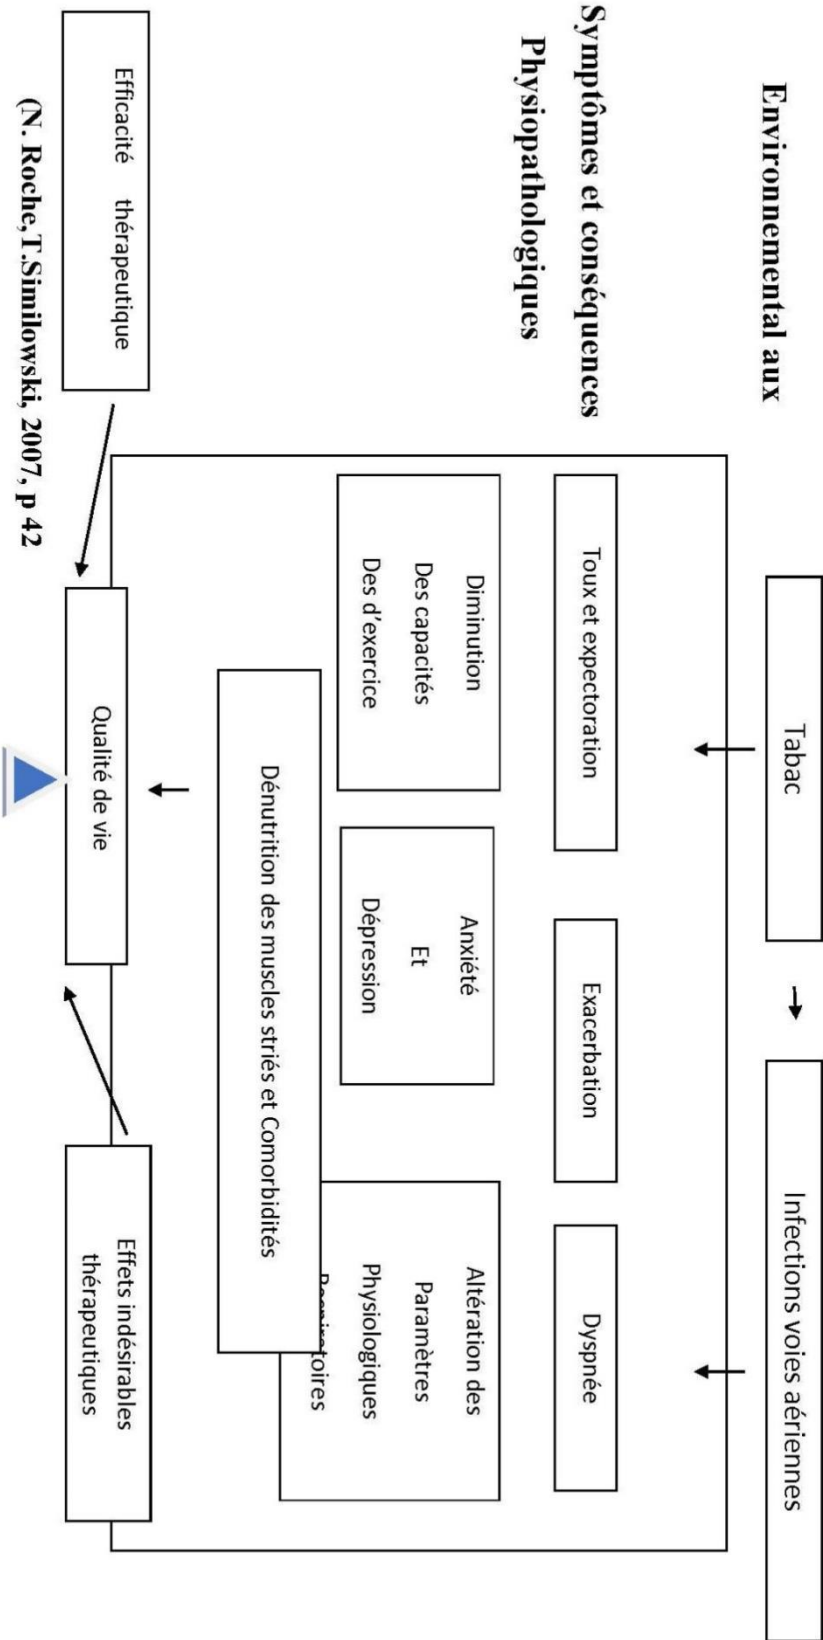 Environnemental aux
Tabac
Infections voies aériennes
Symptômes et conséquences
Physiopathologiques
Toux et expectoration
Exacerbation
Dyspnée
Diminution
Des capacités
Des d'exercice
Anxiété
Et
Dépression
Altération des
Paramètres
Physiologiques
Respiratoires
Dénutrition des muscles striés et Comorbidités
Efficacité thérapeutique
Qualité de vie
Effets indésirables
thérapeutiques
(N. Roche,T.Similowski, 2007, p 42